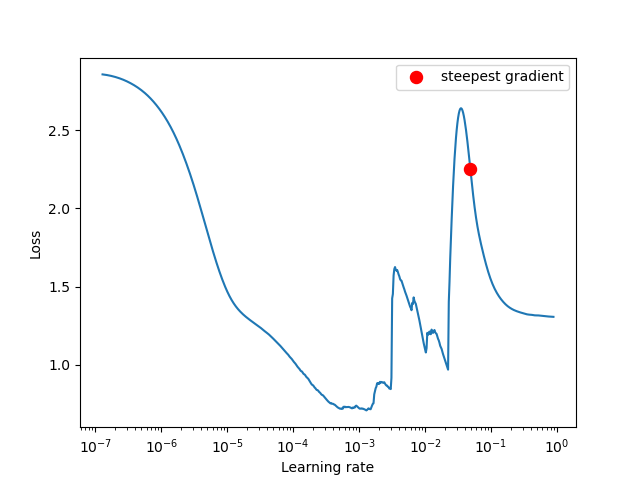 steepest gradient
2.5
2.0
1.5
1.0
Loss
10⁻⁷ 10⁻⁶ 10⁻⁵ 10⁻⁴ 10⁻³ 10⁻² 10⁻¹ 10⁰
Learning rate